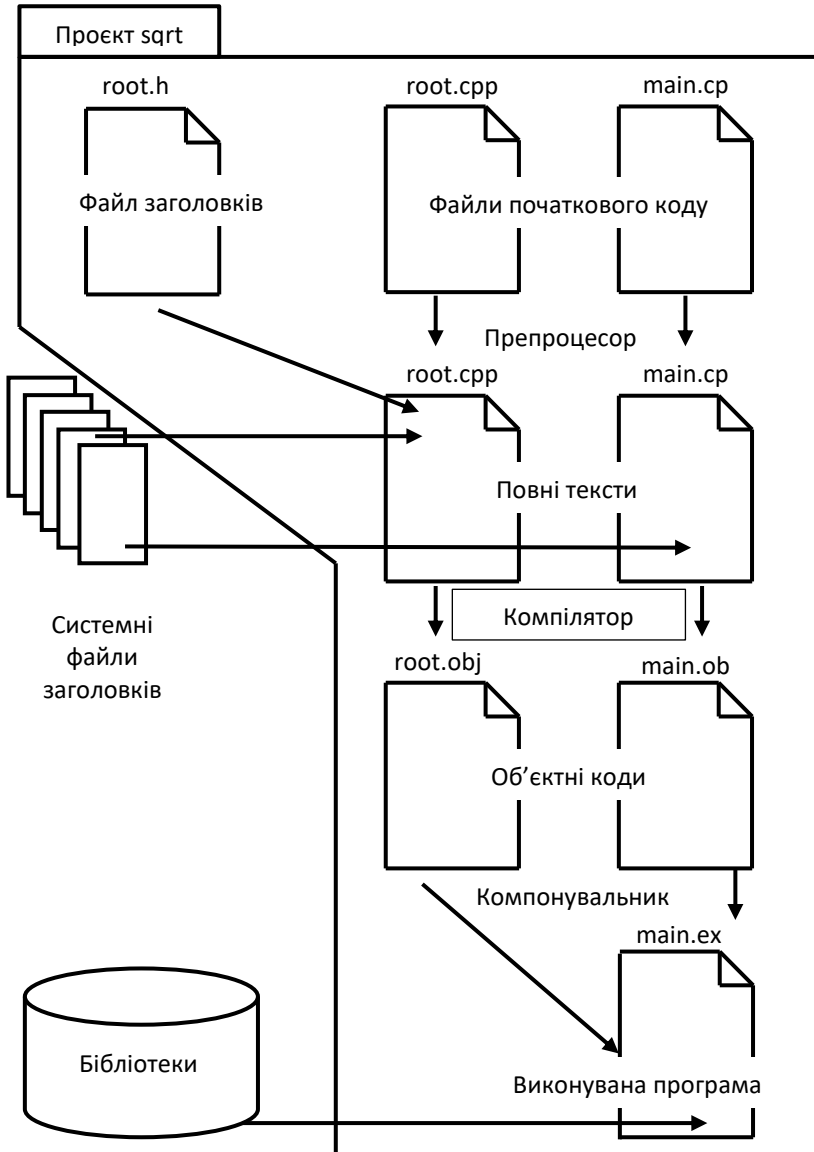 Проєкт sqrt
root.h
root.cpp
main.cp
Файл заголовків
Файли початкового коду
Препроцесор
root.cpp
main.cp
Повні тексти
Компілятор
Системні
файли
заголовків
root.obj
main.ob
Об’єктні коди
Компонувальник
main.ex
Бібліотеки
Виконувана програма